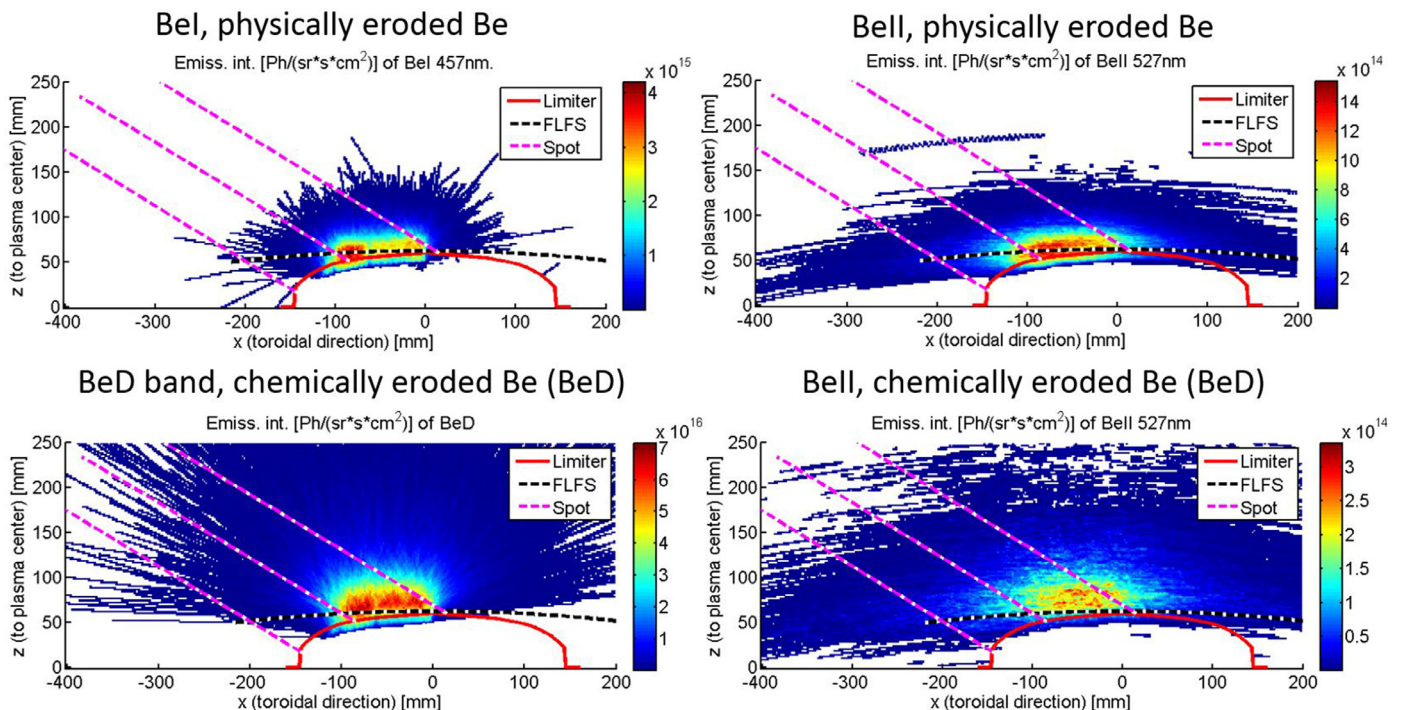 BeI, physically eroded Be
Emiss. int. [Ph/(sr*s*cm²)] of BeI 457nm.
x 10¹⁵
250
200
150
100
50
0
z (to plasma center) [mm]
-400 -300 -200 -100 0 100 200
x (toroidal direction) [mm]
Limiter
FLFS
Spot
4
3
2
1
BeII, physically eroded Be
Emiss. int. [Ph/(sr*s*cm²)] of BeII 527nm
x 10¹⁴
250
200
150
100
50
0
z (to plasma center) [mm]
-400 -300 -200 -100 0 100 200
x (toroidal direction) [mm]
Limiter
FLFS
Spot
14
12
10
8
6
4
2
BeD band, chemically eroded Be (BeD)
Emiss. int. [Ph/(sr*s*cm²)] of BeD
x 10¹⁶
250
200
150
100
50
0
z (to plasma center) [mm]
-400 -300 -200 -100 0 100 200
x (toroidal direction) [mm]
Limiter
FLFS
Spot
7
6
5
4
3
2
1
BeII, chemically eroded Be (BeD)
Emiss. int. [Ph/(sr*s*cm²)] of BeII 527nm
x 10¹⁴
250
200
150
100
50
0
z (to plasma center) [mm]
-400 -300 -200 -100 0 100 200
x (toroidal direction) [mm]
Limiter
FLFS
Spot
3
2.5
2
1.5
1
0.5